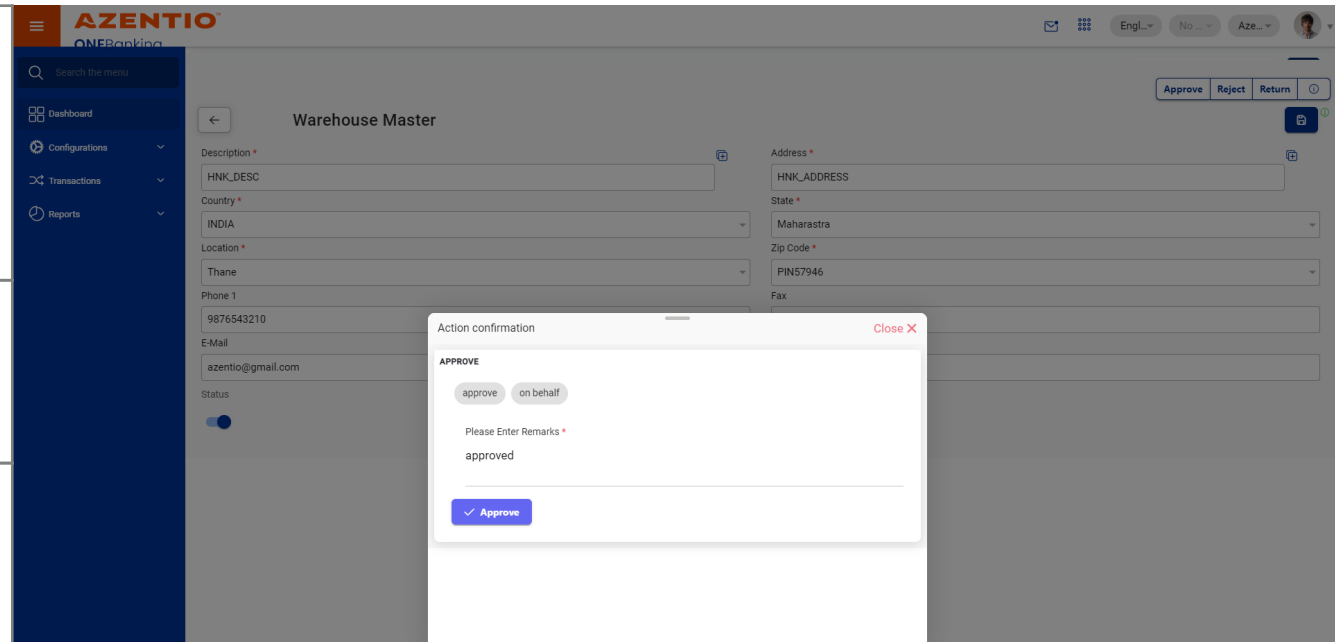 AZENTIO
ONEBanking
Engl...
No ...
Aze...
Search the menu
Approve Reject Return
Dashboard
Warehouse Master
Configurations
Description * Address *
HNK_DESC HNK_ADDRESS
Transactions
Country * State *
Reports
INDIA Maharastra
Location * Zip Code *
Thane PIN57946
Phone 1 Fax
9876543210
Action confirmation Close
E-Mail
azentio@gmail.com
APPROVE
Status
approve on behalf
Please Enter Remarks *
approved
Approve